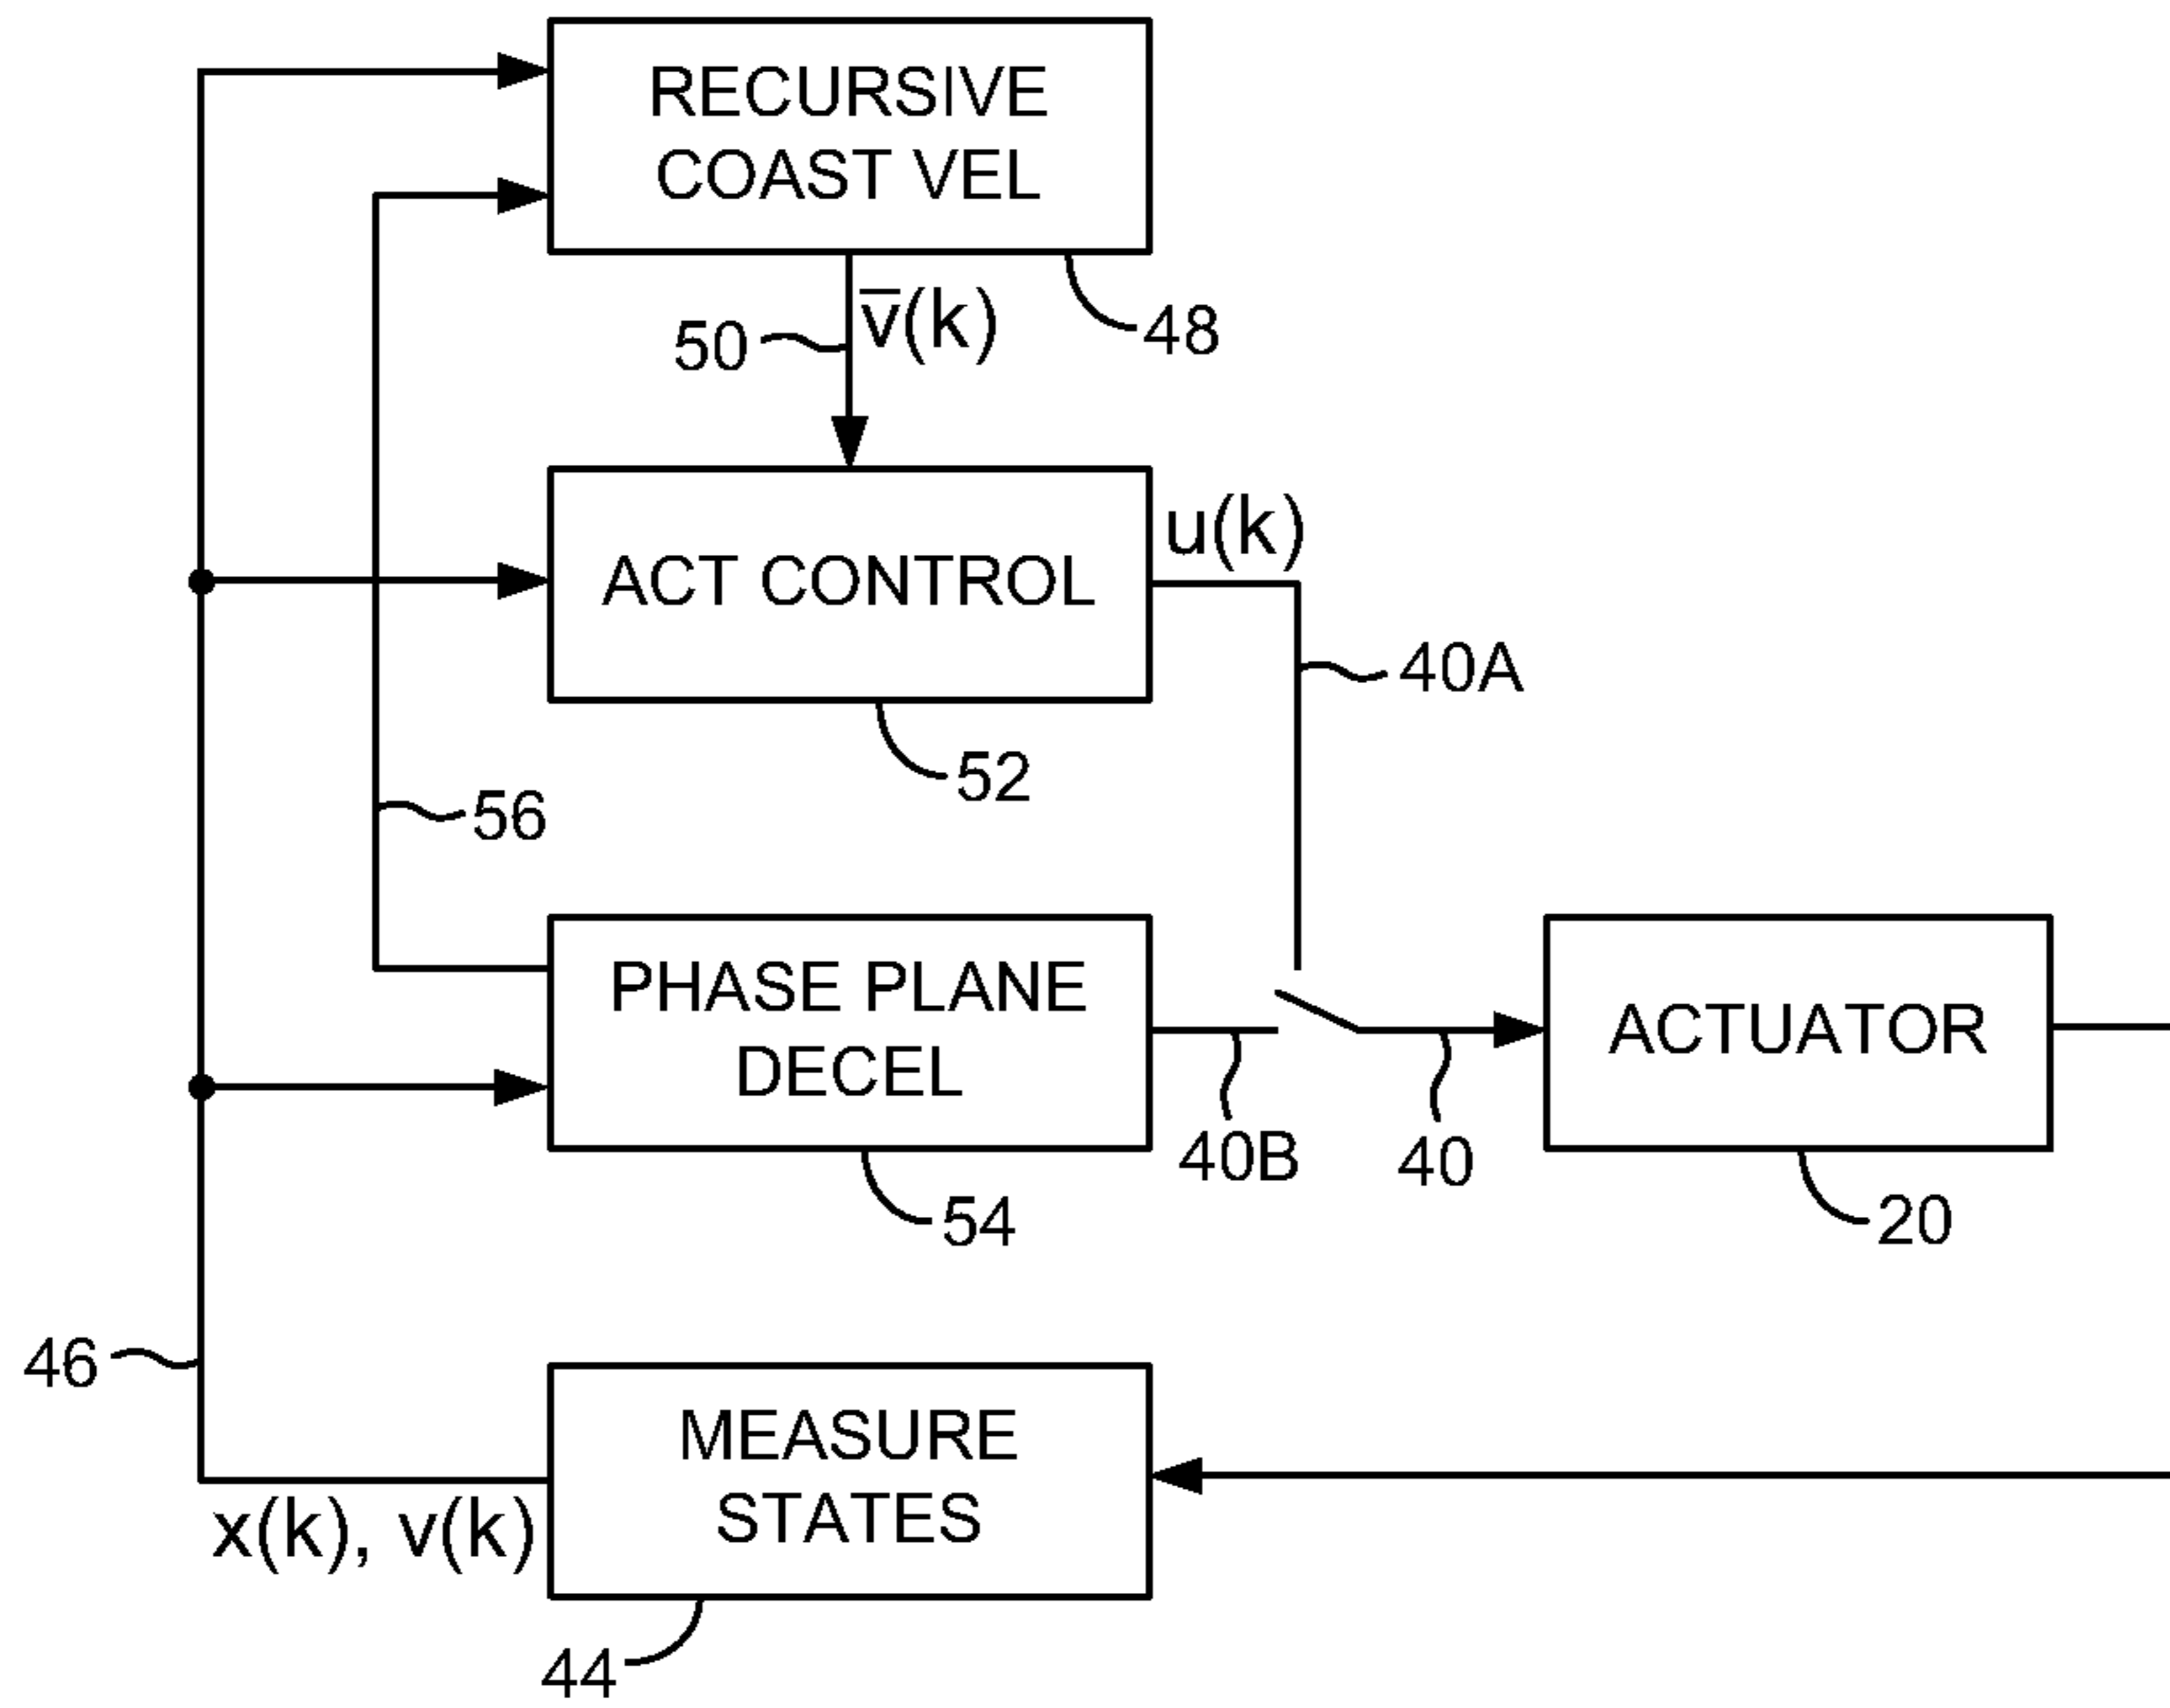 RECURSIVE
COAST VEL
50
v̅(k)
48
ACT CONTROL
u(k)
40A
52
56
PHASE PLANE
DECEL
40B
40
ACTUATOR
54
20
46
MEASURE
STATES
x(k), v(k)
44